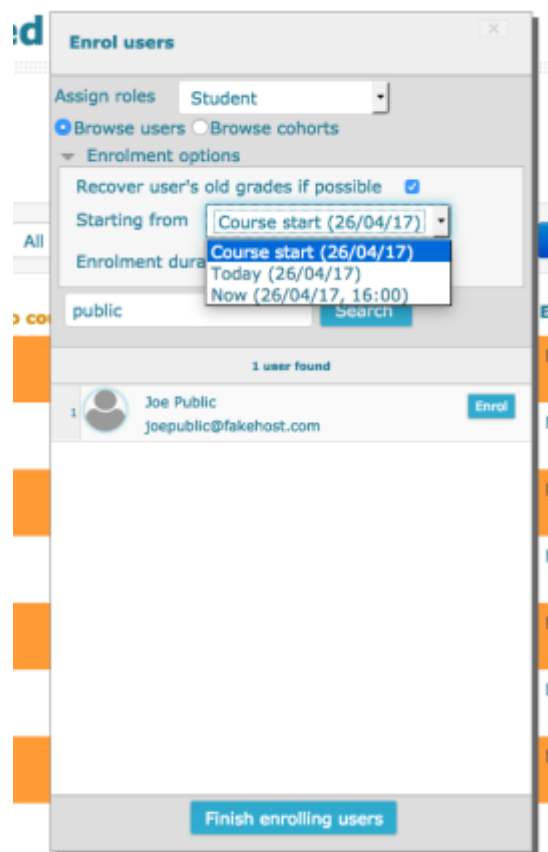 ed
Enrol users
Assign roles Student
Browse users Browse cohorts
Enrolment options
Recover user's old grades if possible
Starting from Course start (26/04/17)
All
Course start (26/04/17)
Enrolment dura
Today (26/04/17)
Now (26/04/17, 16:00)
public Search
1 user found
1 Joe Public Enrol
joepublic@fakehost.com
Finish enrolling users